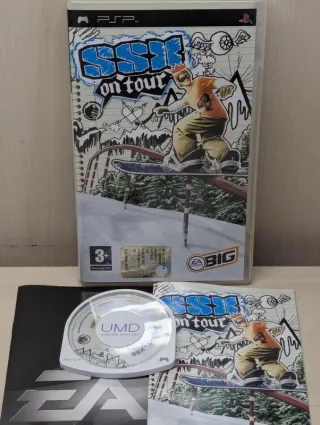 PSP
SSX
on tour
3+
EA
BIG
UMD
SSX
on tour
EA